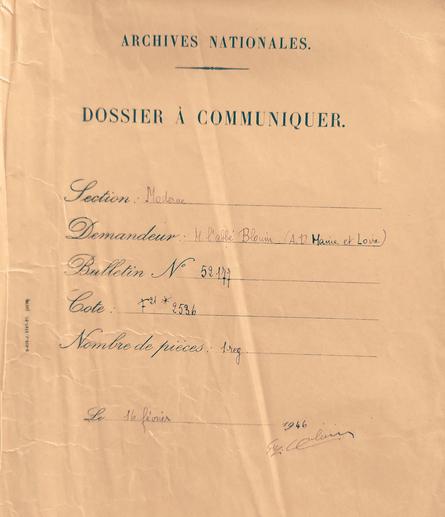 ARCHIVES NATIONALES.
DOSSIER À COMMUNIQUER.
Section: Moderne
Demandeur: M l'abbé Blouin (A.D. Maine et Loire)
Bulletin N° 52177
Cote: F21 * 2536
Nombre de pièces: 1 reg
Le 16 février 1946